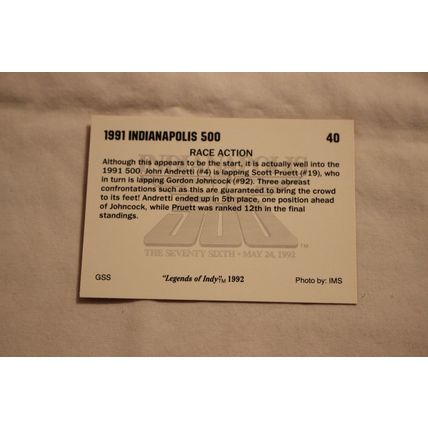 1991 INDIANAPOLIS 500 40
RACE ACTION
Although this appears to be the start, it is actually well into the
1991 500. John Andretti (#4) is lapping Scott Pruett (#19), who
in turn is lapping Gordon Johncock (#92). Three abreast
confrontations such as this are guaranteed to bring the crowd
to its feet! Andretti ended up in 5th place, one position ahead
of Johncock, while Pruett was ranked 12th in the final
standings.
500
TM
THE SEVENTY SIXTH • MAY 24, 1992
GSS "Legends of Indy"TM 1992 Photo by: IMS